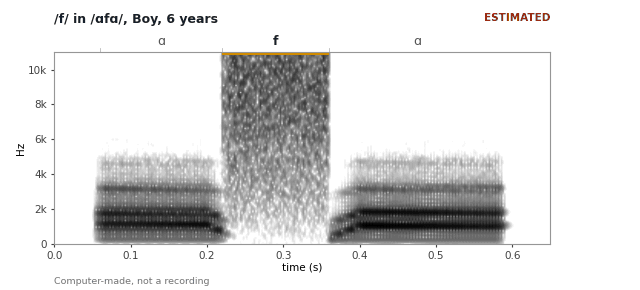 /f/ in /ɑfɑ/, Boy, 6 years
ESTIMATED
ɑ f ɑ
10k
8k
6k
4k
2k
0
Hz
0.0 0.1 0.2 0.3 0.4 0.5 0.6
time (s)
Computer-made, not a recording